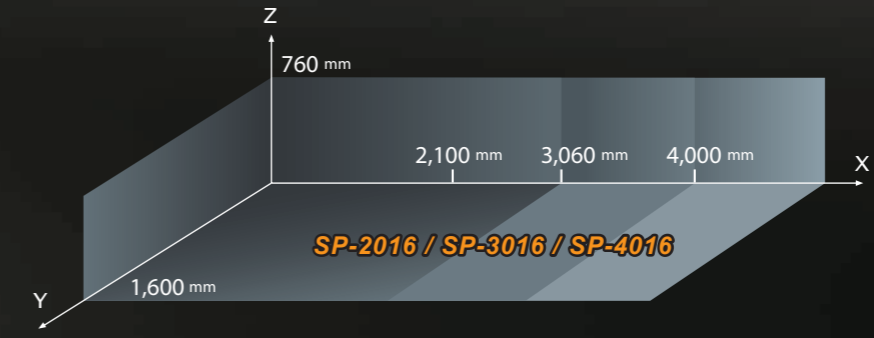 Z
760 mm
2,100 mm 3,060 mm 4,000 mm
X
SP-2016 / SP-3016 / SP-4016
1,600 mm
Y